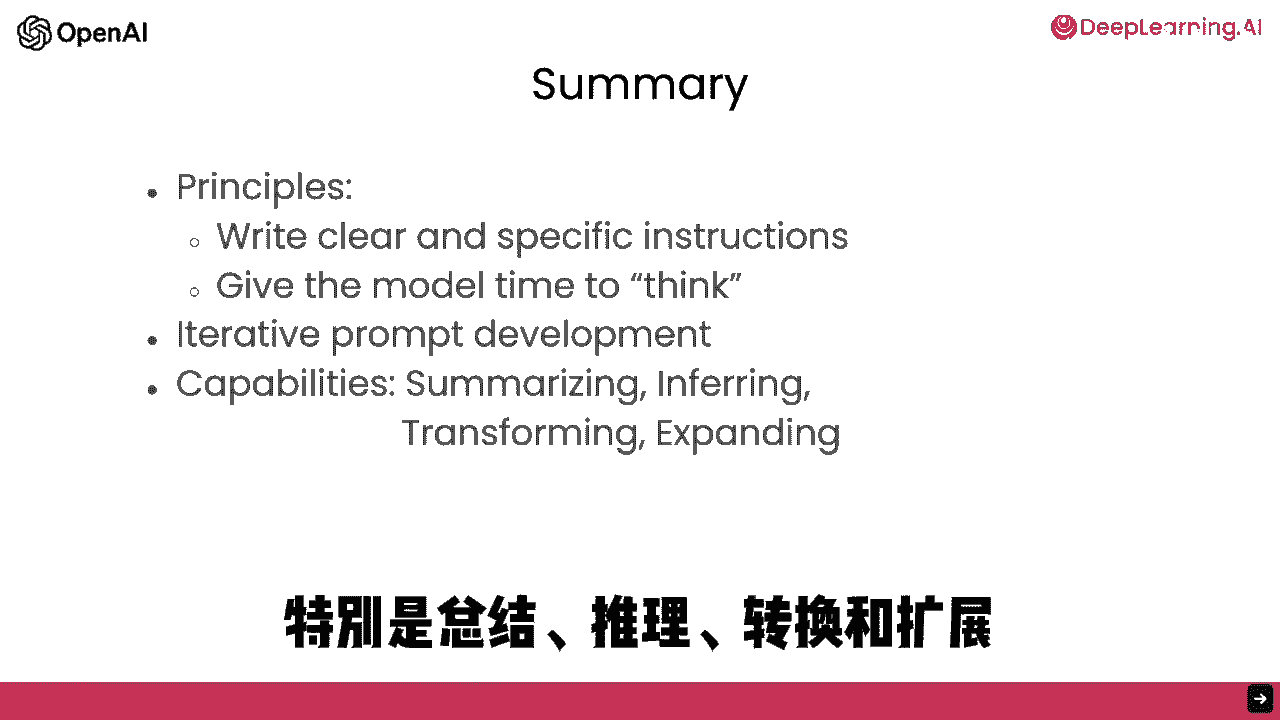 OpenAI
DeepLearning.AI
Summary
• Principles:
○ Write clear and specific instructions
○ Give the model time to “think”
• Iterative prompt development
• Capabilities: Summarizing, Inferring,
Transforming, Expanding
特别是总结、推理、转换和扩展